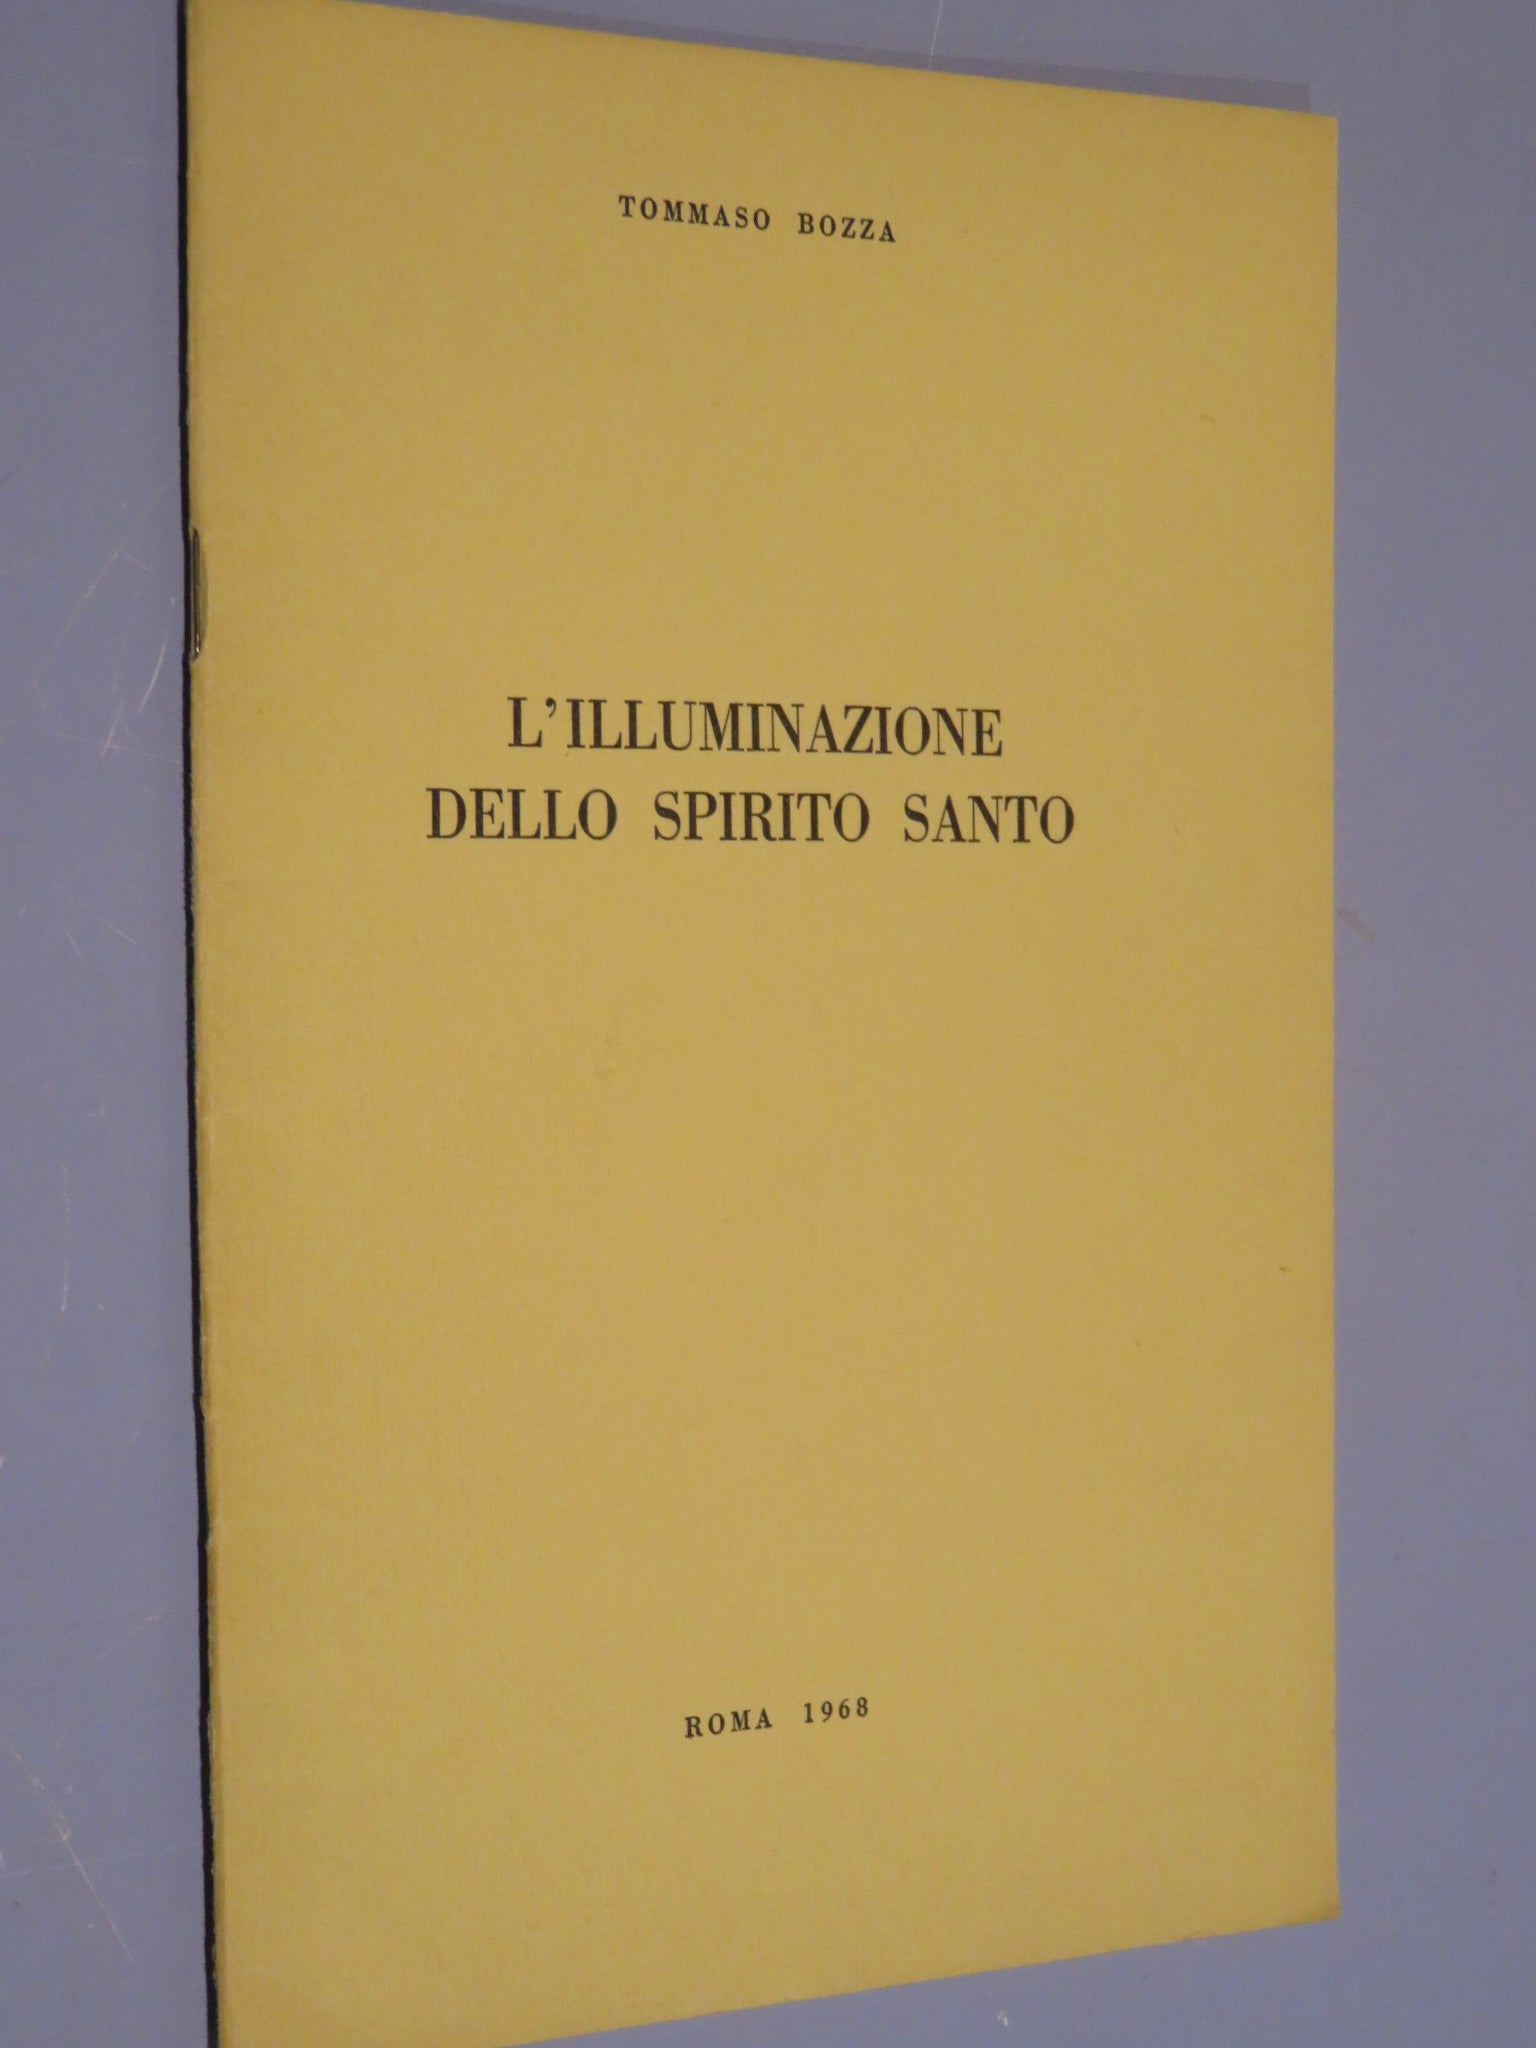 TOMMASO BOZZA
L'ILLUMINAZIONE
DELLO SPIRITO SANTO
ROMA 1968